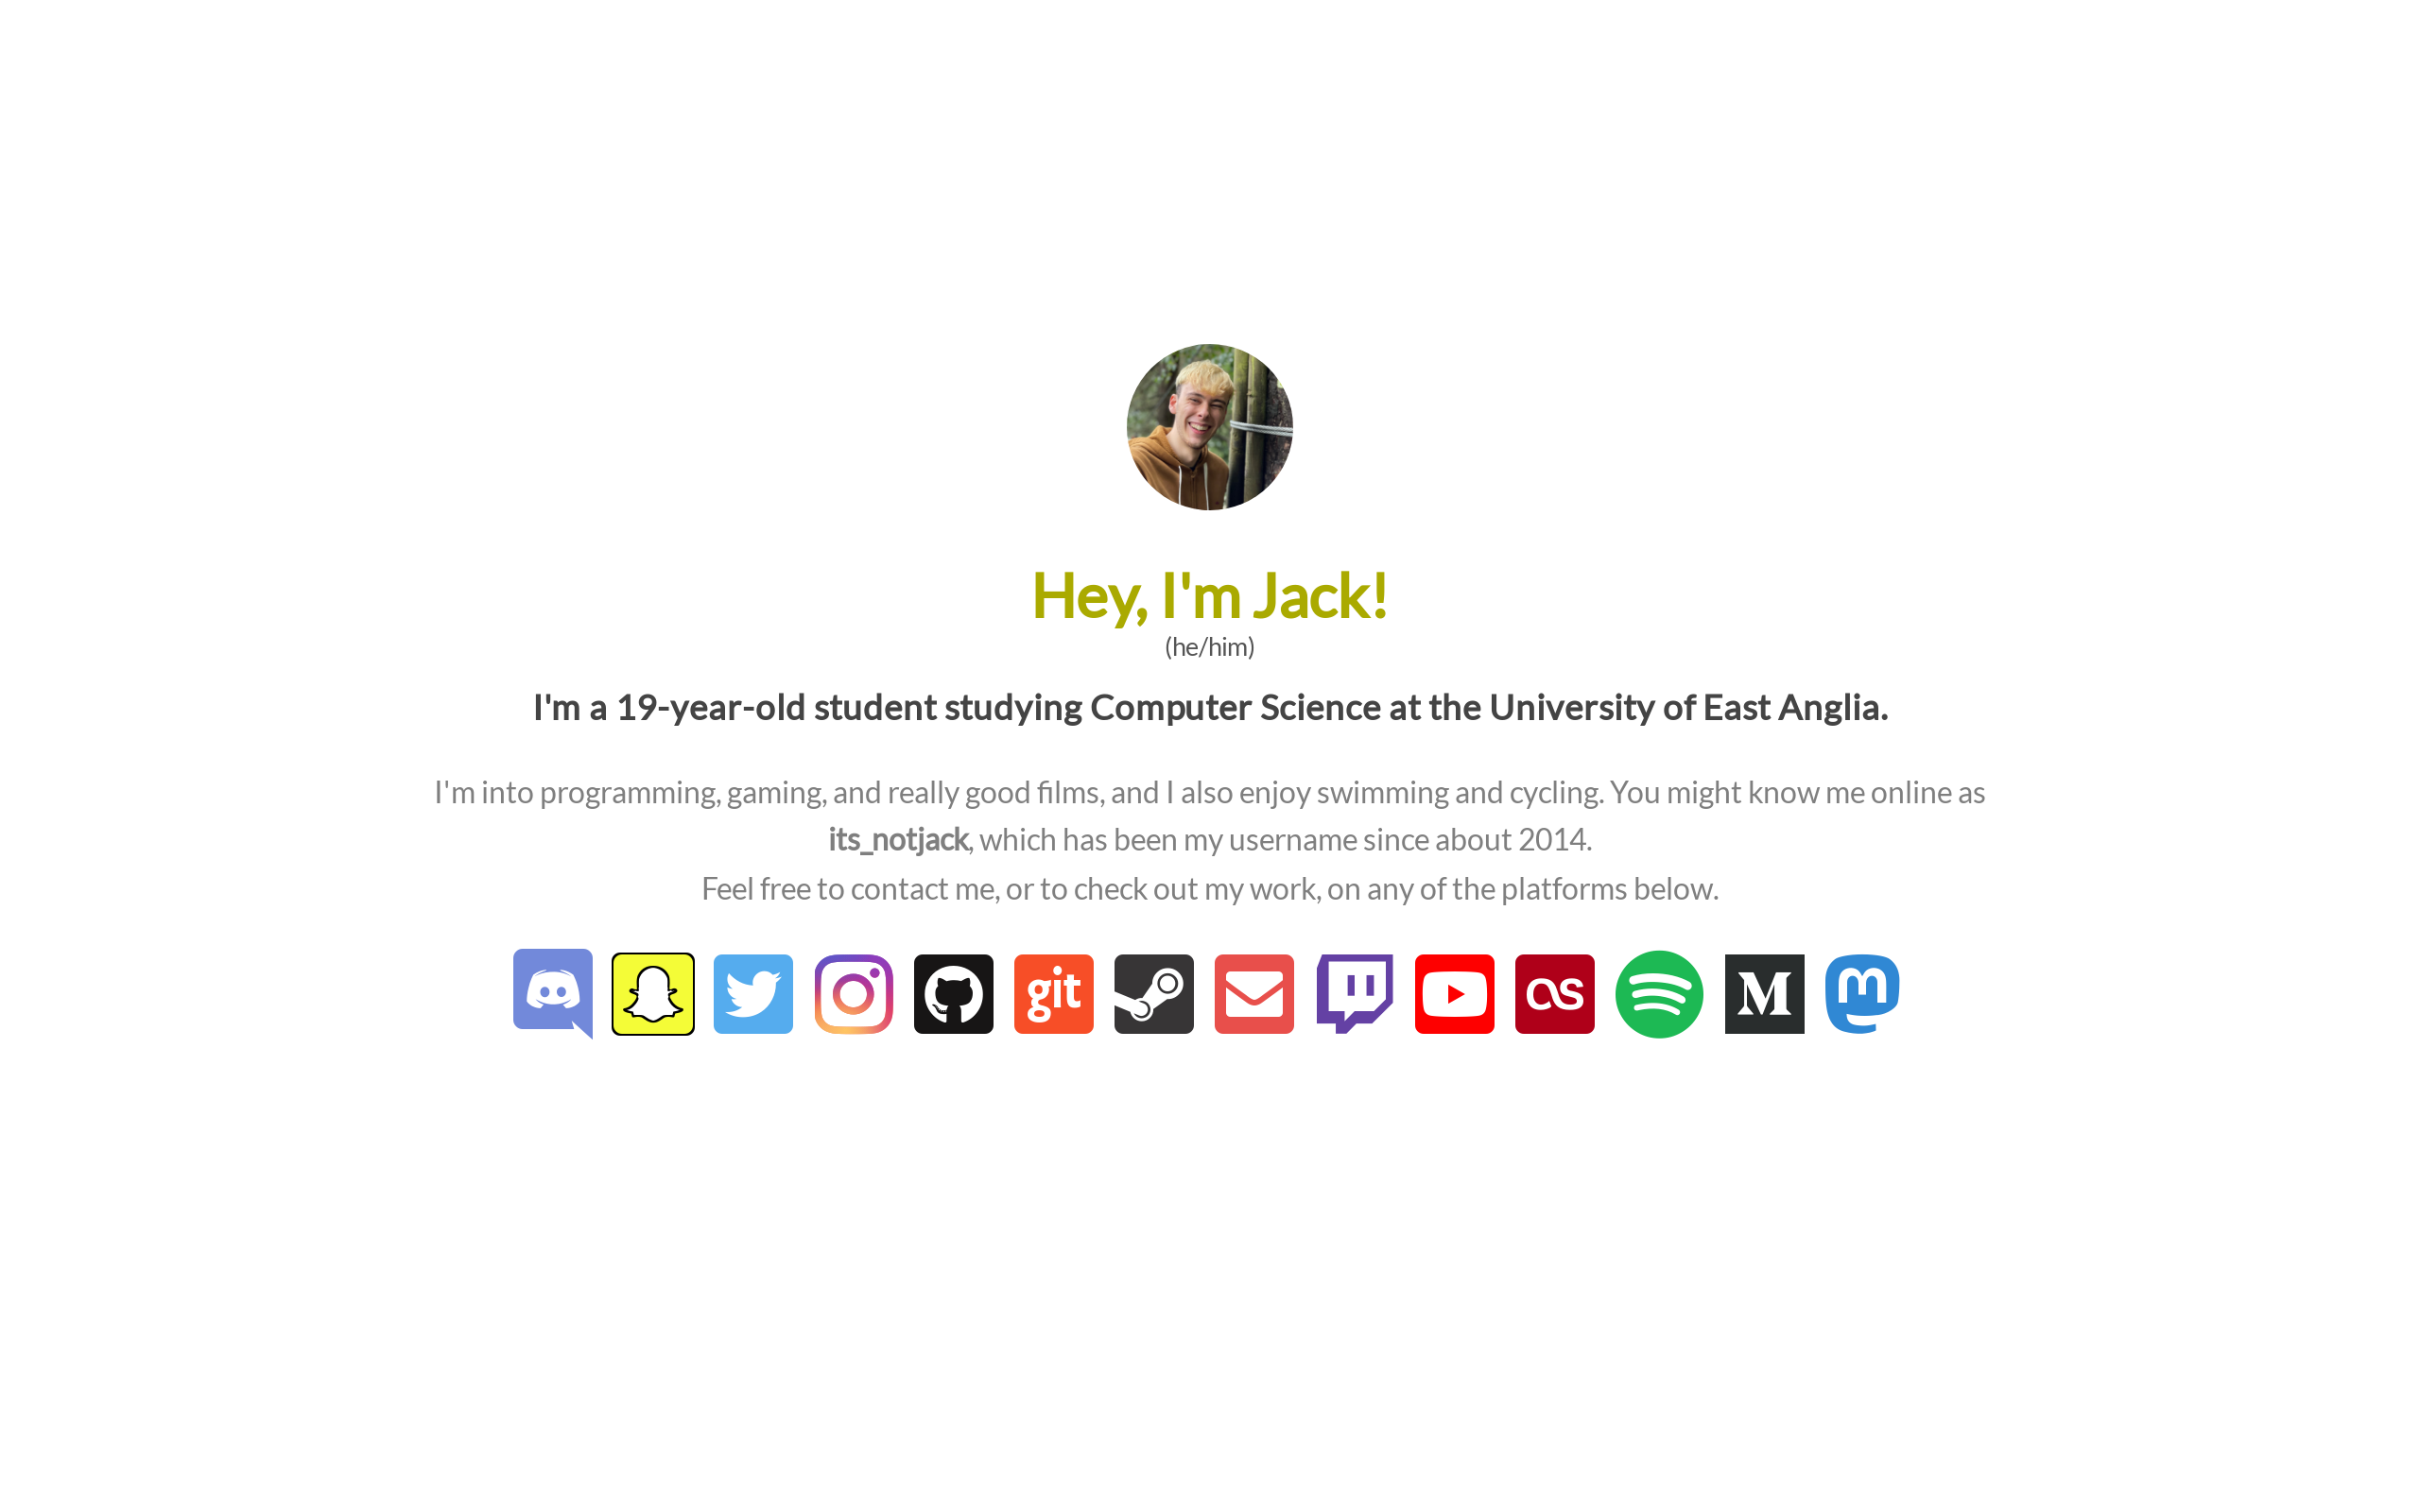 Hey, I'm Jack!
(he/him)
I'm a 19-year-old student studying Computer Science at the University of East Anglia.
I'm into programming, gaming, and really good films, and I also enjoy swimming and cycling. You might know me online as
its_notjack, which has been my username since about 2014.
Feel free to contact me, or to check out my work, on any of the platforms below.
git